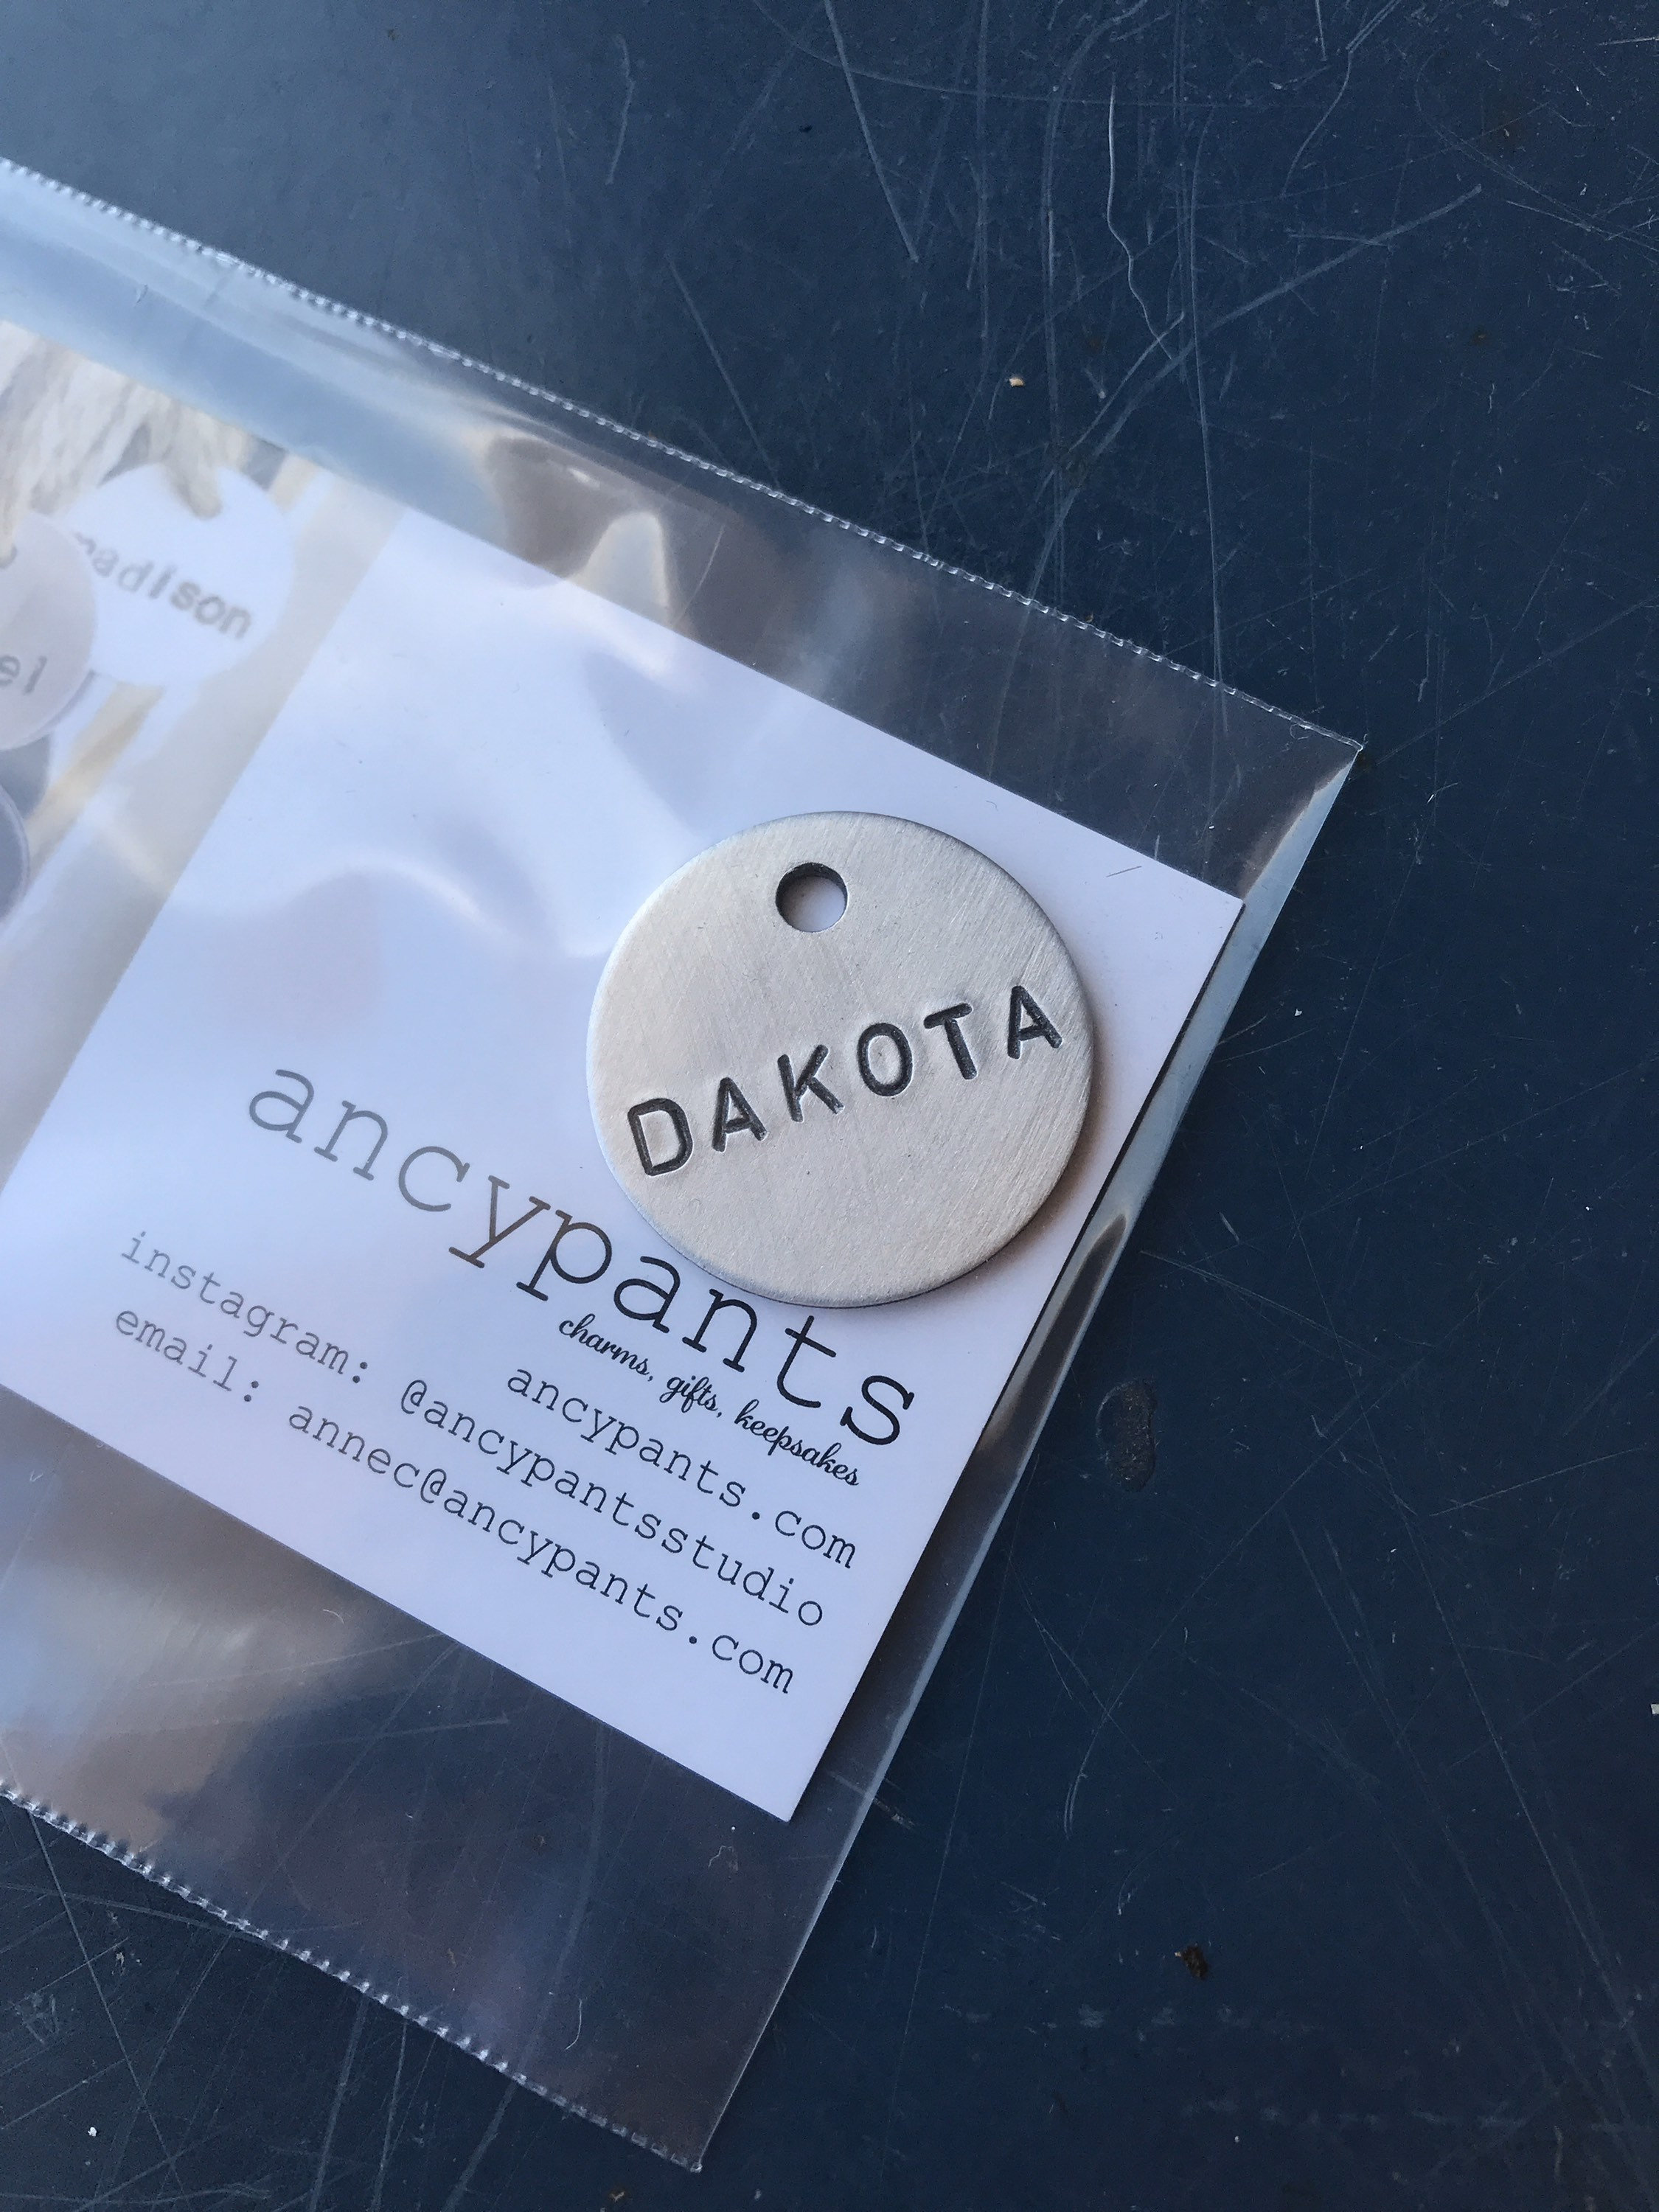 madison
el
DAKOTA
ancypants
charms, gifts, keepsakes
ancypants.com
instagram: @ancypantsstudio
email: annec@ancypants.com